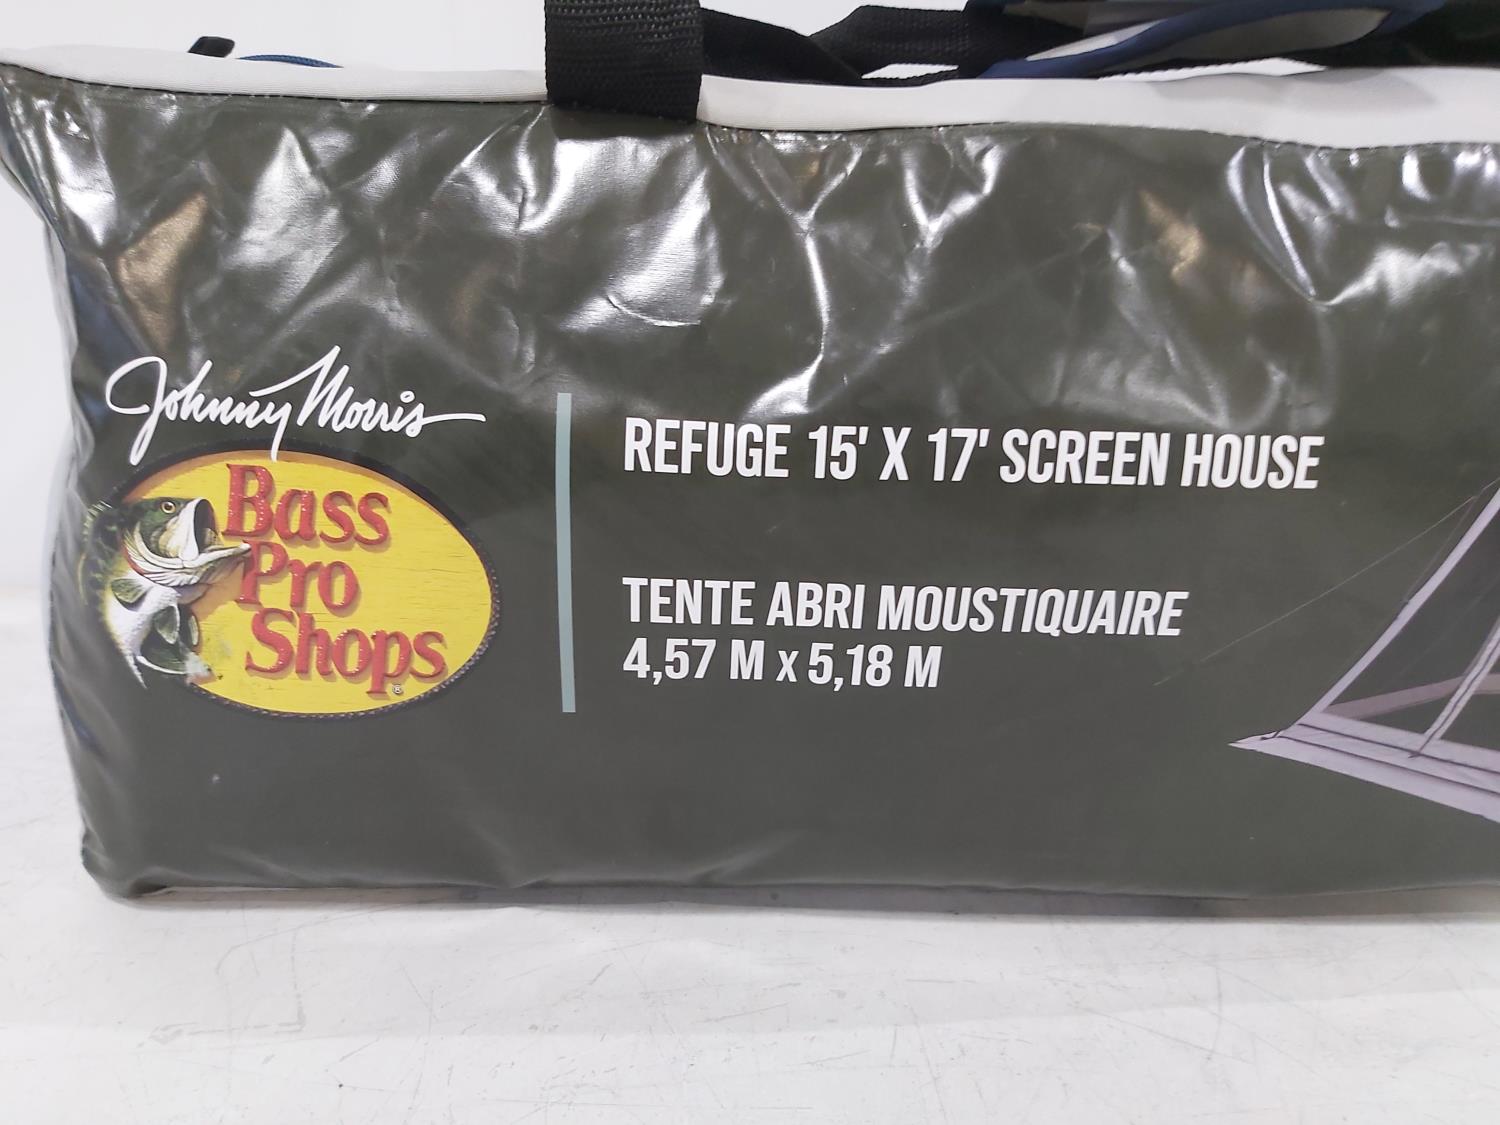 Johnny Morris
Bass
Pro
Shops®
REFUGE 15' X 17' SCREEN HOUSE
TENTE ABRI MOUSTIQUAIRE
4,57 M x 5,18 M